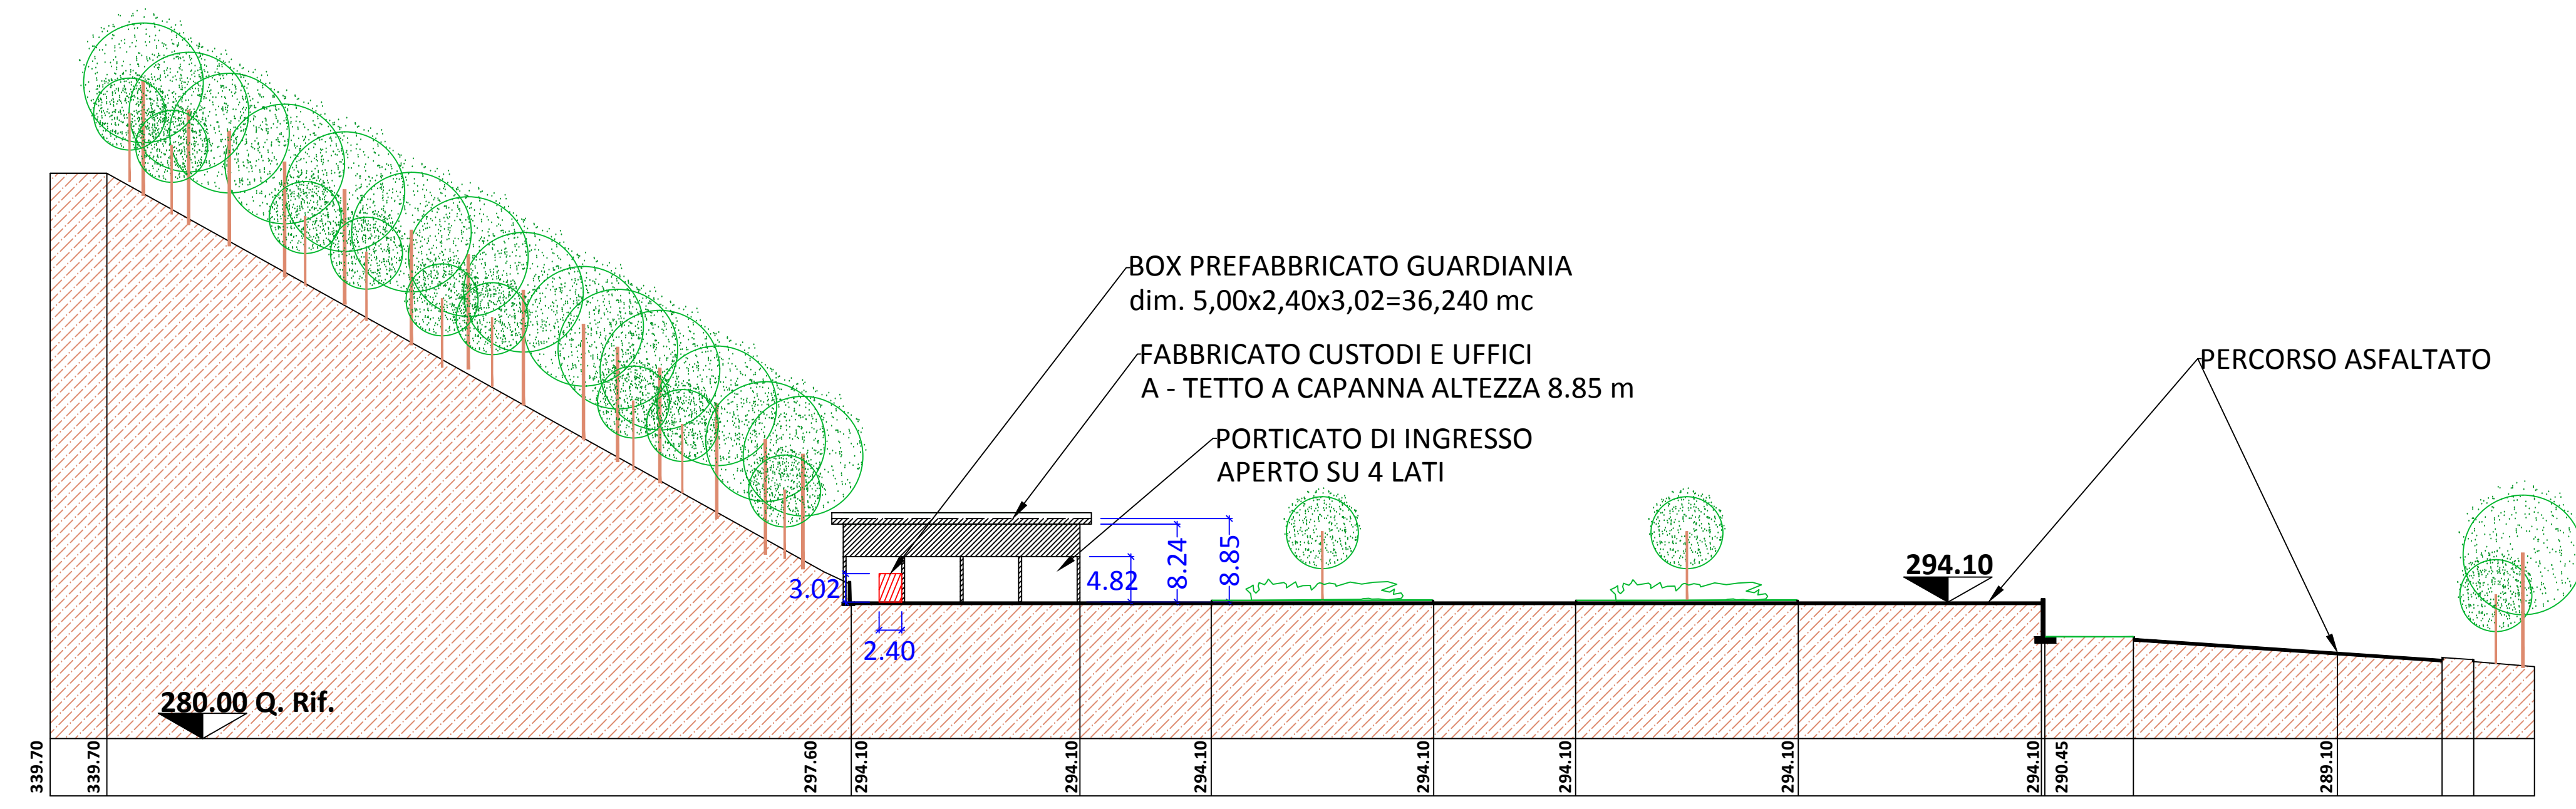 BOX PREFABBRICATO GUARDIANIA
dim. 5,00x2,40x3,02=36,240 mc
FABBRICATO CUSTODI E UFFICI
A - TETTO A CAPANNA ALTEZZA 8.85 m
PERCORSO ASFALTATO
PORTICATO DI INGRESSO
APERTO SU 4 LATI
3.02
4.82
8.24
8.85
294.10
2.40
280.00 Q. Rif.
339.70
339.70
297.60
294.10
294.10
294.10
294.10
294.10
294.10
294.10
290.45
289.10